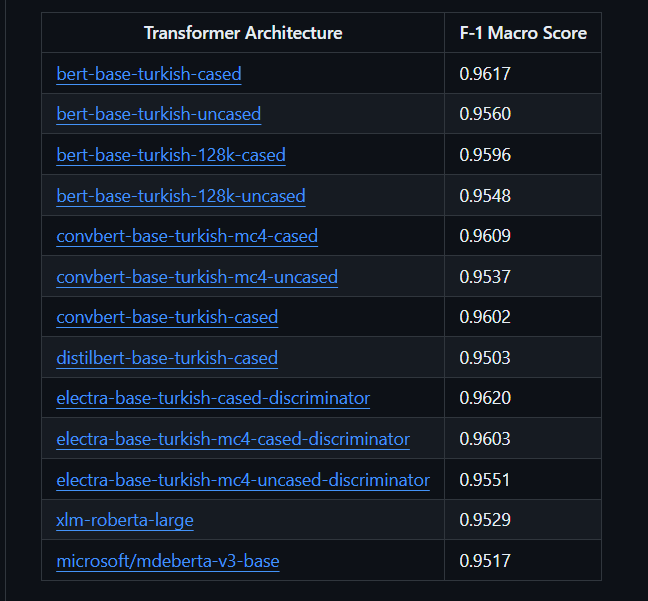 Transformer Architecture F-1 Macro Score
bert-base-turkish-cased 0.9617
bert-base-turkish-uncased 0.9560
bert-base-turkish-128k-cased 0.9596
bert-base-turkish-128k-uncased 0.9548
convbert-base-turkish-mc4-cased 0.9609
convbert-base-turkish-mc4-uncased 0.9537
convbert-base-turkish-cased 0.9602
distilbert-base-turkish-cased 0.9503
electra-base-turkish-cased-discriminator 0.9620
electra-base-turkish-mc4-cased-discriminator 0.9603
electra-base-turkish-mc4-uncased-discriminator 0.9551
xlm-roberta-large 0.9529
microsoft/mdeberta-v3-base 0.9517